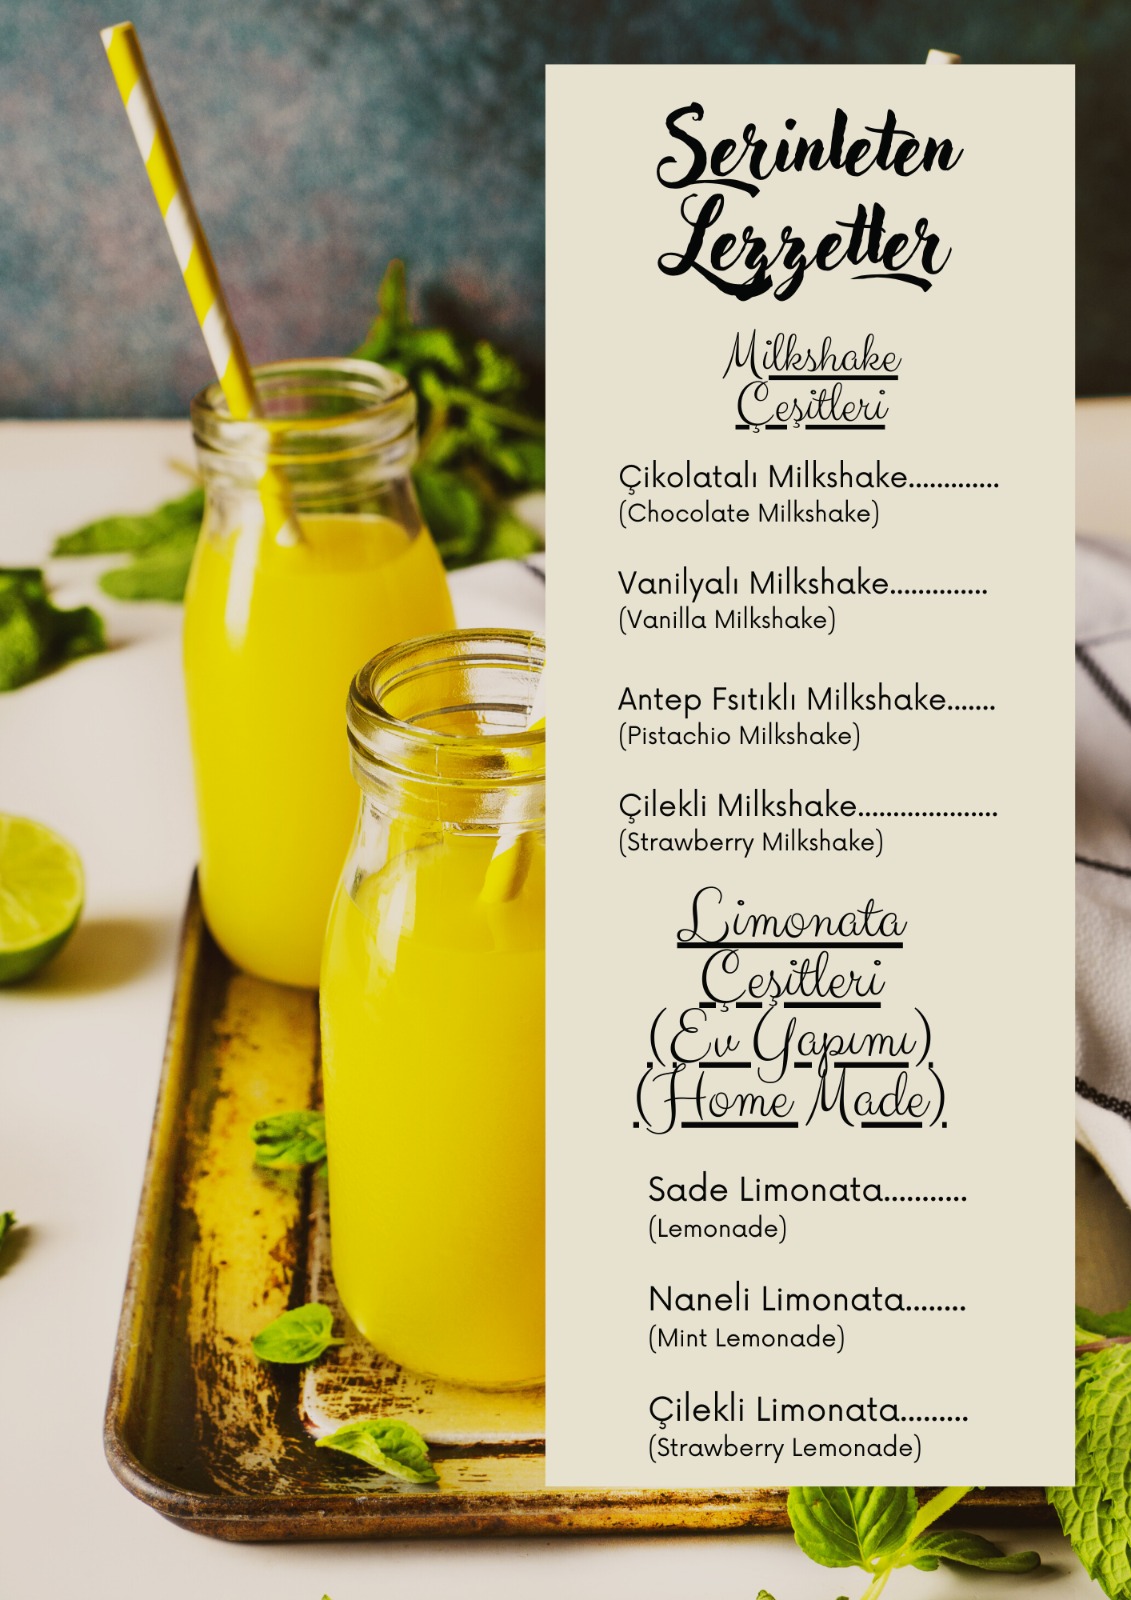 Serinleten
Lezzetler
Milkshake
Çeşitleri
Çikolatalı Milkshake.............
(Chocolate Milkshake)
Vanilyalı Milkshake..............
(Vanilla Milkshake)
Antep Fsıtıklı Milkshake.......
(Pistachio Milkshake)
Çilekli Milkshake....................
(Strawberry Milkshake)
Limonata
Çeşitleri
(Ev Yapımı)
(Home Made)
Sade Limonata............
(Lemonade)
Naneli Limonata.........
(Mint Lemonade)
Çilekli Limonata..........
(Strawberry Lemonade)